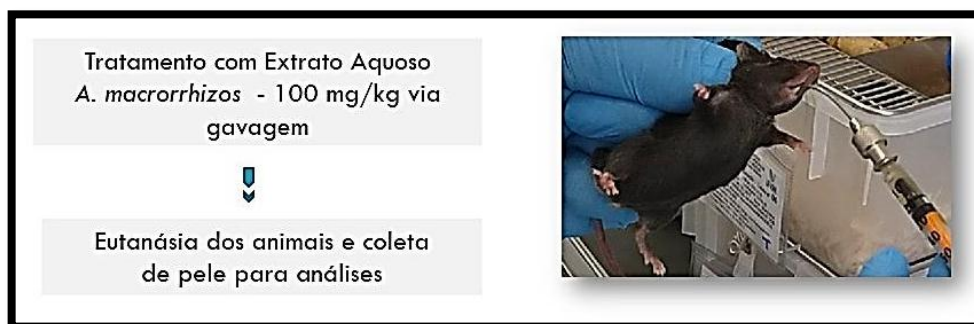 Tratamento com Extrato Aquoso
A. macrorrhizos - 100 mg/kg via
gavagem
Eutanásia dos animais e coleta
de pele para análises